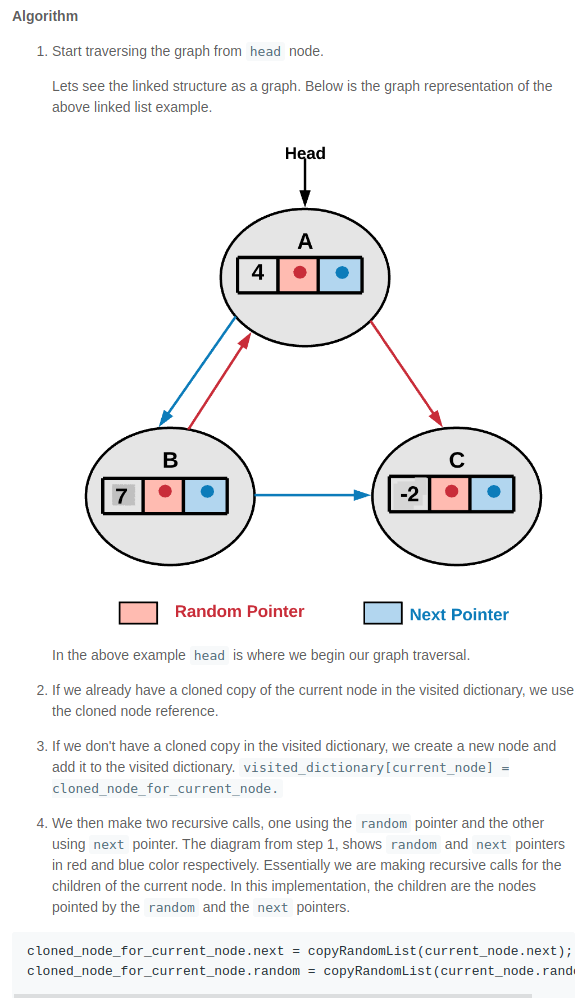 Algorithm
1. Start traversing the graph from head node.
Lets see the linked structure as a graph. Below is the graph representation of the
above linked list example.
Head
A
4
B
7
C
-2
Random Pointer
Next Pointer
In the above example head is where we begin our graph traversal.
2. If we already have a cloned copy of the current node in the visited dictionary, we use
the cloned node reference.
3. If we don't have a cloned copy in the visited dictionary, we create a new node and
add it to the visited dictionary. visited_dictionary[current_node] =
cloned_node_for_current_node.
4. We then make two recursive calls, one using the random pointer and the other
using next pointer. The diagram from step 1, shows random and next pointers
in red and blue color respectively. Essentially we are making recursive calls for the
children of the current node. In this implementation, the children are the nodes
pointed by the random and the next pointers.
cloned_node_for_current_node.next = copyRandomList(current_node.next);
cloned_node_for_current_node.random = copyRandomList(current_node.rand